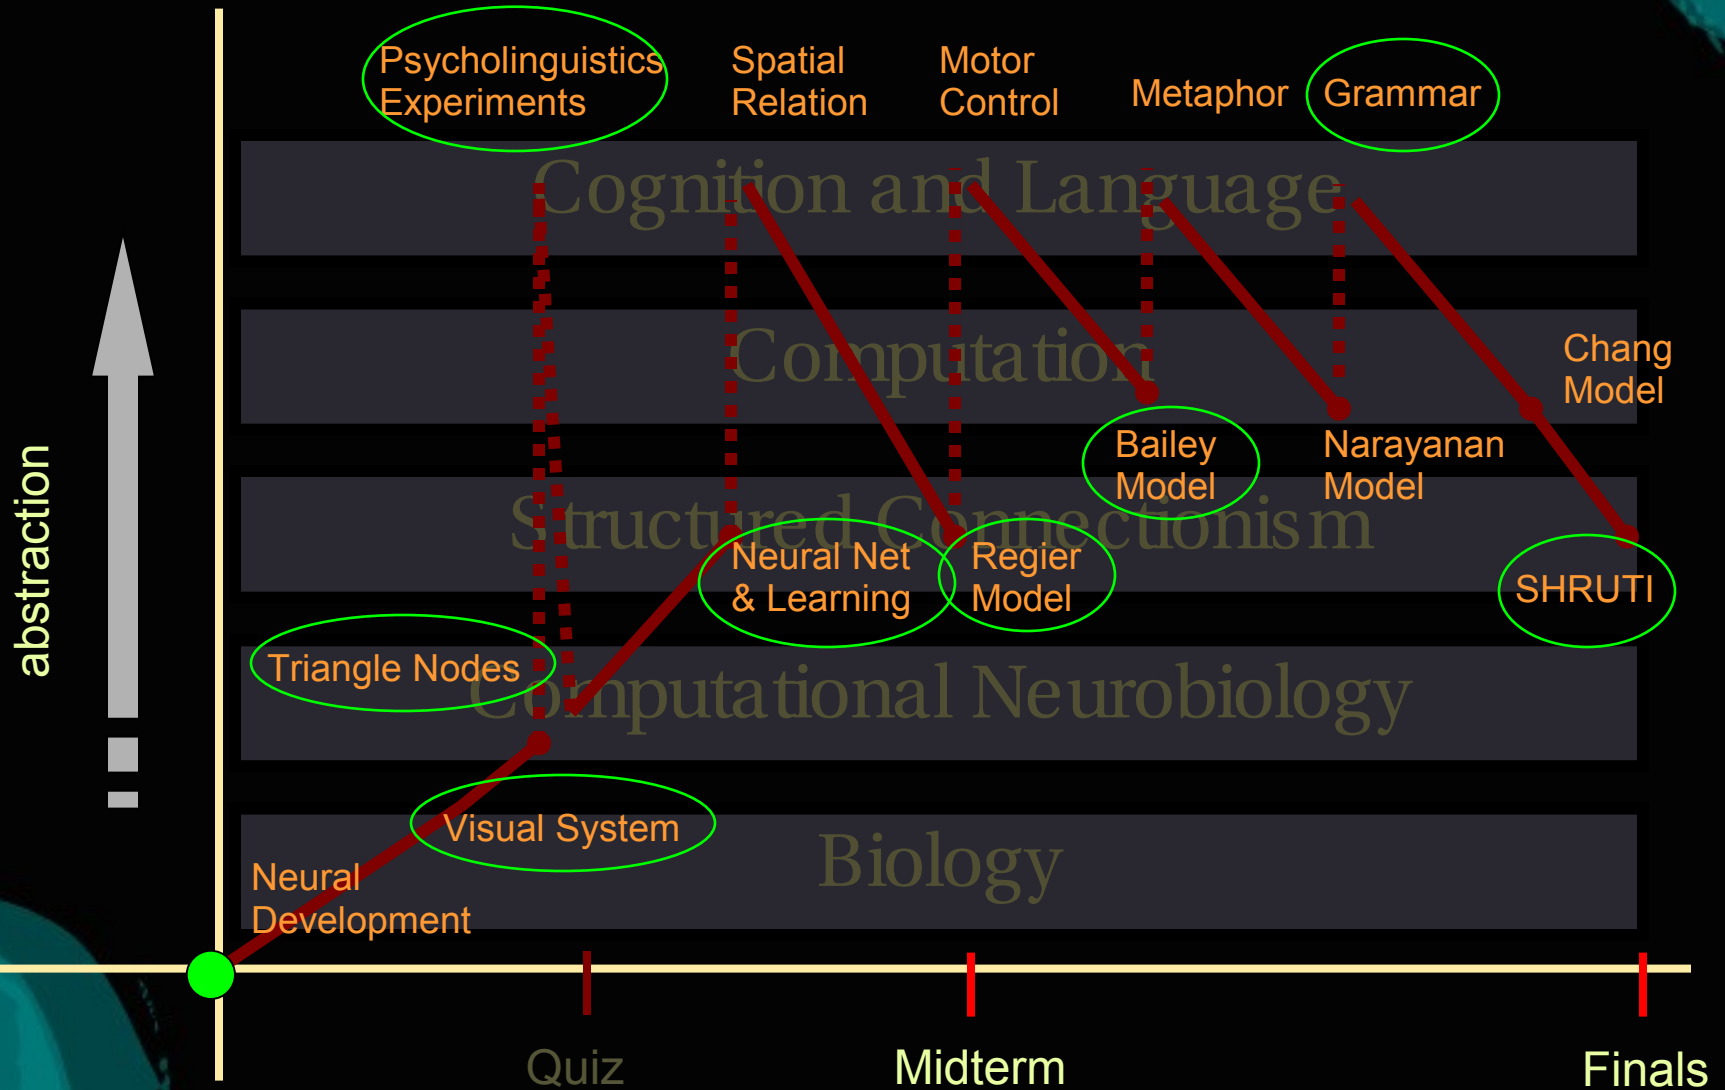 Psycholinguistics
Experiments
Spatial
Relation
Motor
Control
Metaphor
Grammar
Cognition and Language
Computation
Chang
Model
Bailey
Model
Narayanan
Model
abstraction
Structured Connectionism
Neural Net
& Learning
Regier
Model
SHRUTI
Triangle Nodes
Computational Neurobiology
Visual System
Biology
Neural
Development
Quiz
Midterm
Finals